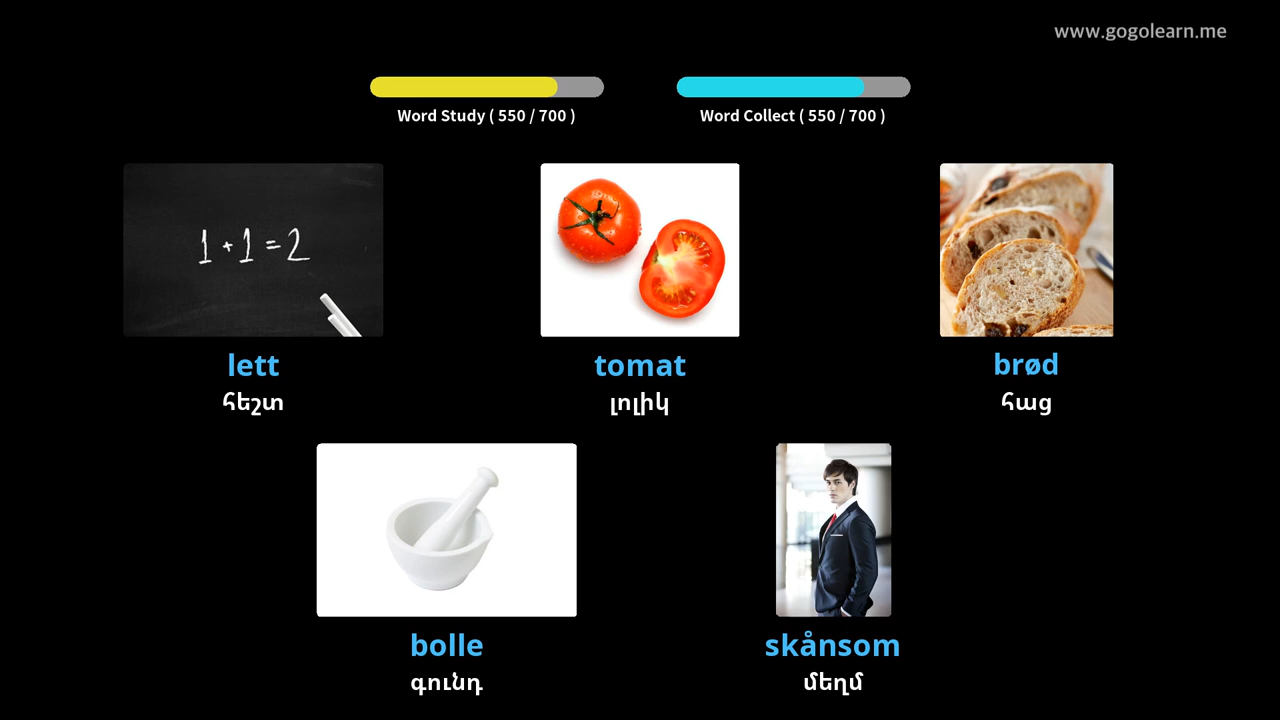 www.gogolearn.me
Word Study ( 550 / 700 )
Word Collect ( 550 / 700 )
1 + 1 = 2
lett
հեշտ
tomat
լոլիկ
brød
հաց
bolle
գունդ
skånsom
մեղմ